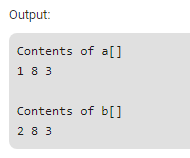 Output:
Contents of a[]
1 8 3
Contents of b[]
2 8 3